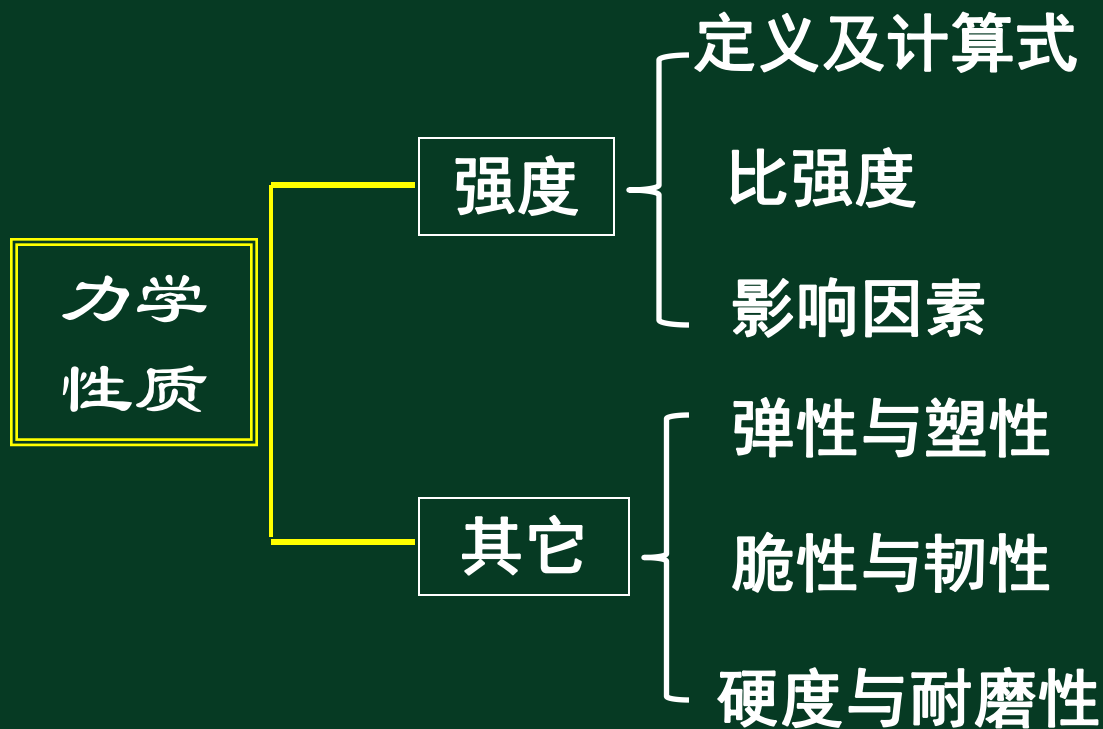 力学
性质
强度
定义及计算式
比强度
影响因素
其它
弹性与塑性
脆性与韧性
硬度与耐磨性